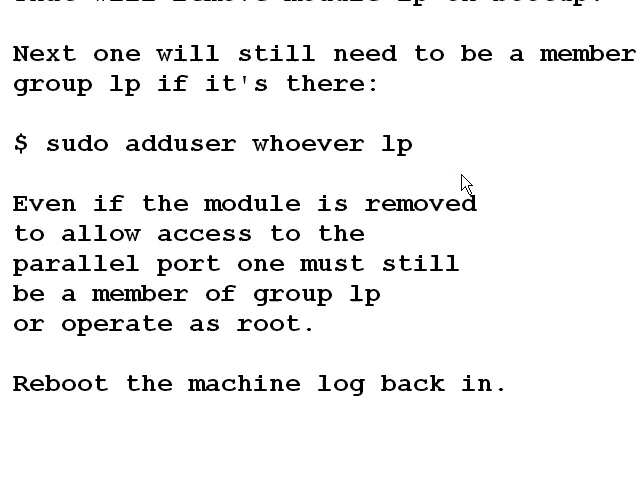 Next one will still need to be a member
group lp if it's there:
$ sudo adduser whoever lp
Even if the module is removed
to allow access to the
parallel port one must still
be a member of group lp
or operate as root.
Reboot the machine log back in.